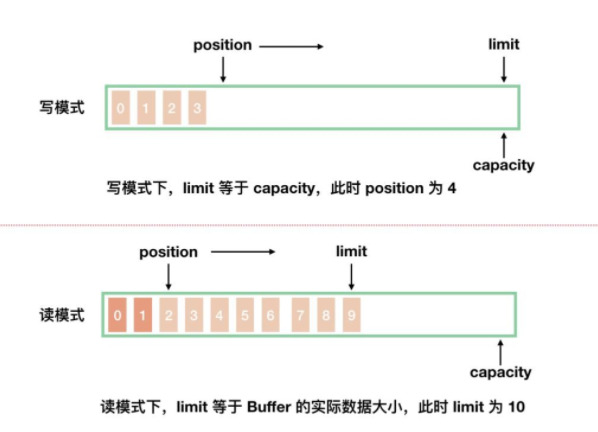 position
limit
写模式
0 1 2 3
capacity
写模式下，limit 等于 capacity，此时 position 为 4
position
limit
读模式
0 1 2 3 4 5 6 7 8 9
capacity
读模式下，limit 等于 Buffer 的实际数据大小，此时 limit 为 10